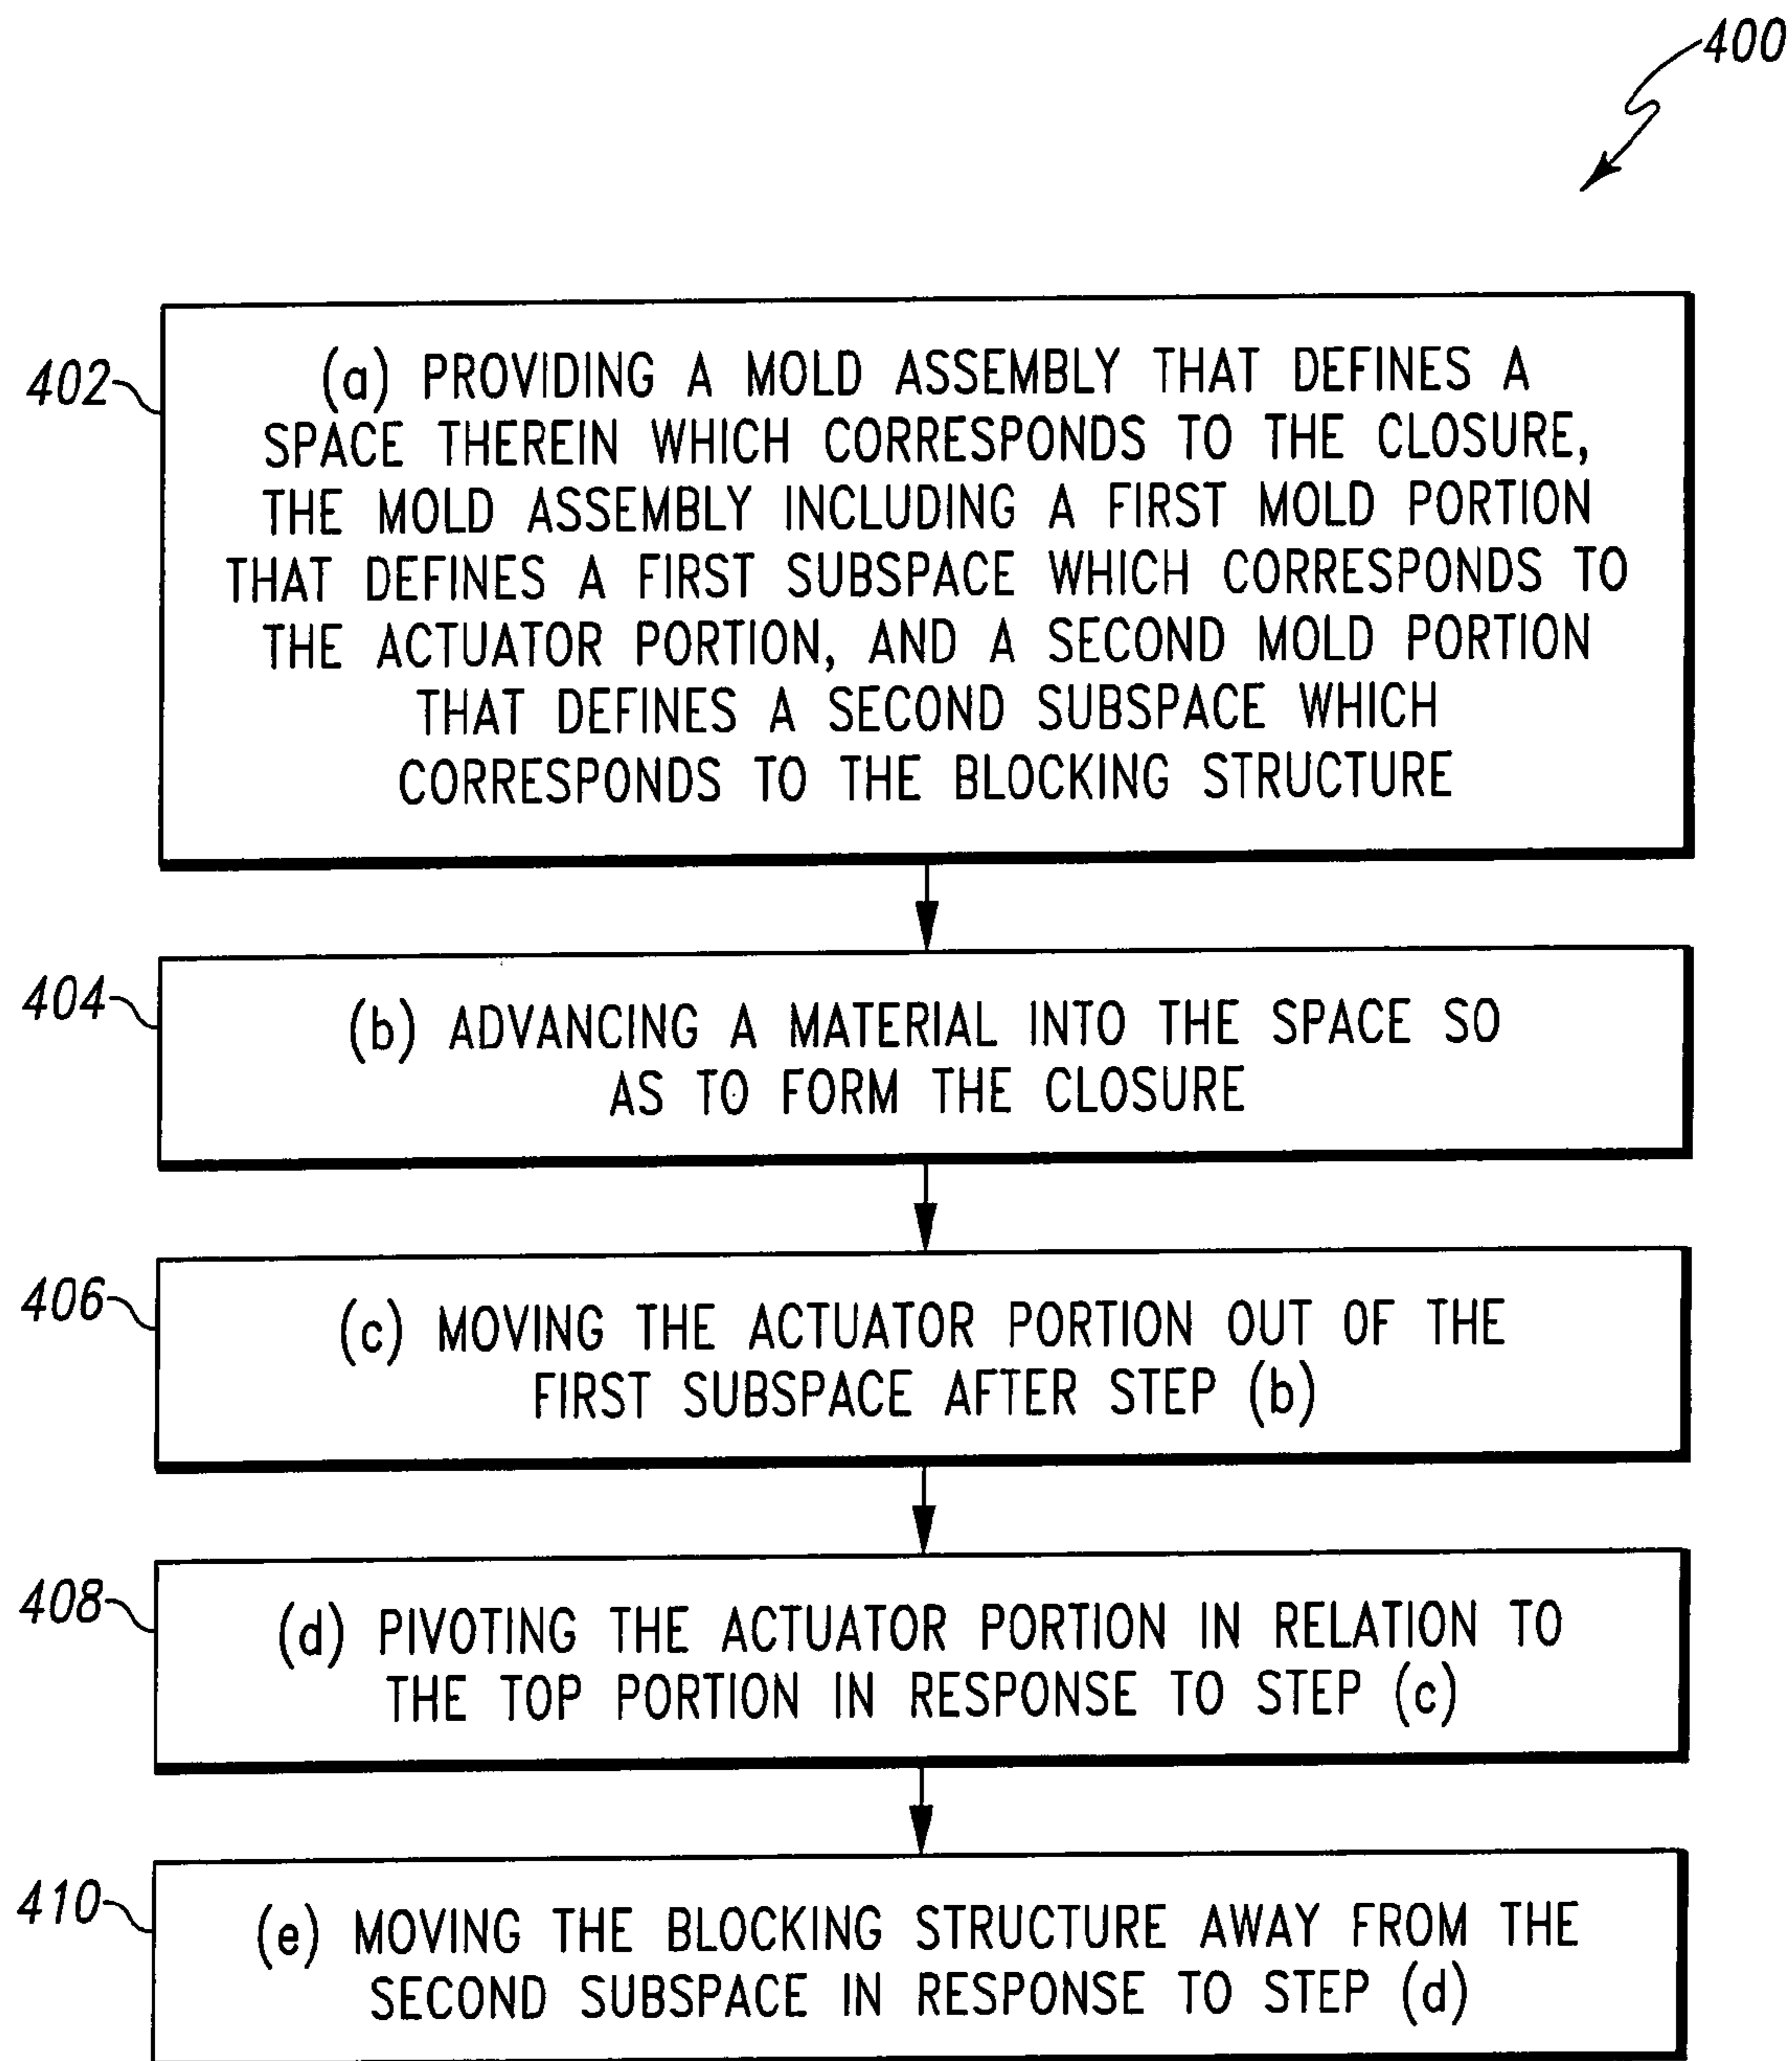 400
402
(a) PROVIDING A MOLD ASSEMBLY THAT DEFINES A
SPACE THEREIN WHICH CORRESPONDS TO THE CLOSURE,
THE MOLD ASSEMBLY INCLUDING A FIRST MOLD PORTION
THAT DEFINES A FIRST SUBSPACE WHICH CORRESPONDS TO
THE ACTUATOR PORTION, AND A SECOND MOLD PORTION
THAT DEFINES A SECOND SUBSPACE WHICH
CORRESPONDS TO THE BLOCKING STRUCTURE
404
(b) ADVANCING A MATERIAL INTO THE SPACE SO
AS TO FORM THE CLOSURE
406
(c) MOVING THE ACTUATOR PORTION OUT OF THE
FIRST SUBSPACE AFTER STEP (b)
408
(d) PIVOTING THE ACTUATOR PORTION IN RELATION TO
THE TOP PORTION IN RESPONSE TO STEP (c)
410
(e) MOVING THE BLOCKING STRUCTURE AWAY FROM THE
SECOND SUBSPACE IN RESPONSE TO STEP (d)